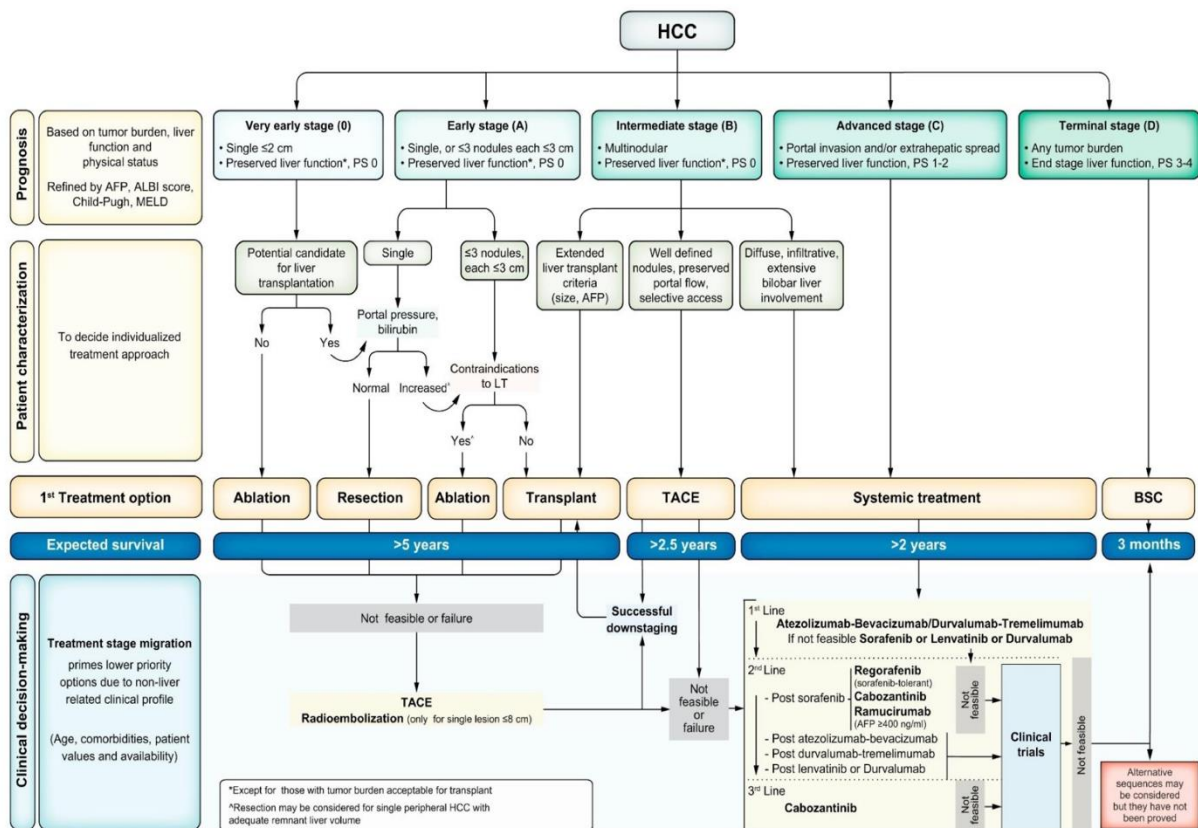 HCC
Prognosis
Based on tumor burden, liver
function and
physical status
Refined by AFP, ALBI score,
Child-Pugh, MELD
Very early stage (0)
• Single ≤2 cm
• Preserved liver function*, PS 0
Early stage (A)
• Single, or ≤3 nodules each ≤3 cm
• Preserved liver function*, PS 0
Intermediate stage (B)
• Multinodular
• Preserved liver function*, PS 0
Advanced stage (C)
• Portal invasion and/or extrahepatic spread
• Preserved liver function, PS 1-2
Terminal stage (D)
• Any tumor burden
• End stage liver function, PS 3-4
Patient characterization
To decide individualized
treatment approach
Potential candidate
for liver
transplantation
Single
≤3 nodules,
each ≤3 cm
Extended
liver transplant
criteria
(size, AFP)
Well defined
nodules, preserved
portal flow,
selective access
Diffuse, infiltrative,
extensive
bilobar liver
involvement
No
Yes
Portal pressure,
bilirubin
Normal
Increased^
Contraindications
to LT
Yes^
No
1st Treatment option
Ablation
Resection
Ablation
Transplant
TACE
Systemic treatment
BSC
Expected survival
>5 years
>2.5 years
>2 years
3 months
Clinical decision-making
Treatment stage migration
primes lower priority
options due to non-liver
related clinical profile
(Age, comorbidities, patient
values and availability)
Not feasible or failure
TACE
Radioembolization (only for single lesion ≤8 cm)
Successful
downstaging
Not
feasible
or
failure
1st Line
Atezolizumab-Bevacizumab/Durvalumab-Tremelimumab
If not feasible Sorafenib or Lenvatinib or Durvalumab
2nd Line
- Post sorafenib
Regorafenib
(sorafenib-tolerant)
Cabozantinib
Ramucirumab
(AFP ≥400 ng/ml)
Not
feasible
- Post atezolizumab-bevacizumab
- Post durvalumab-tremelimumab
- Post lenvatinib or Durvalumab
3rd Line
Cabozantinib
Not
feasible
Clinical
trials
Not feasible
Alternative
sequences may
be considered
but they have not
been proved
*Except for those with tumor burden acceptable for transplant
^Resection may be considered for single peripheral HCC with
adequate remnant liver volume